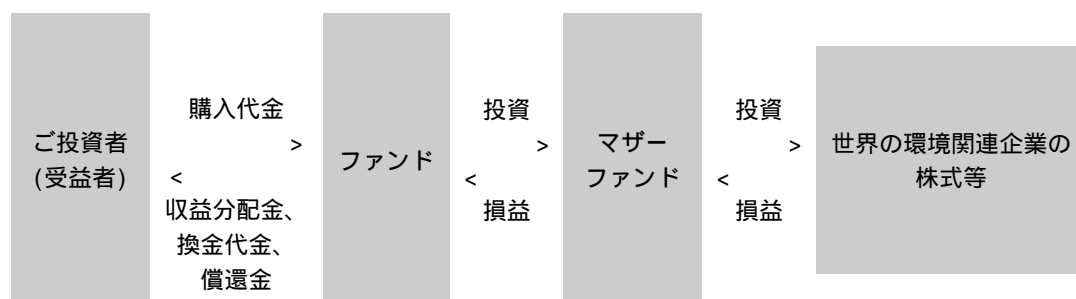 ご投資者
(受益者)
購入代金
>
<
収益分配金、
換金代金、
償還金
ファンド
投資
>
<
損益
マザー
ファンド
投資
>
<
損益
世界の環境関連企業の
株式等